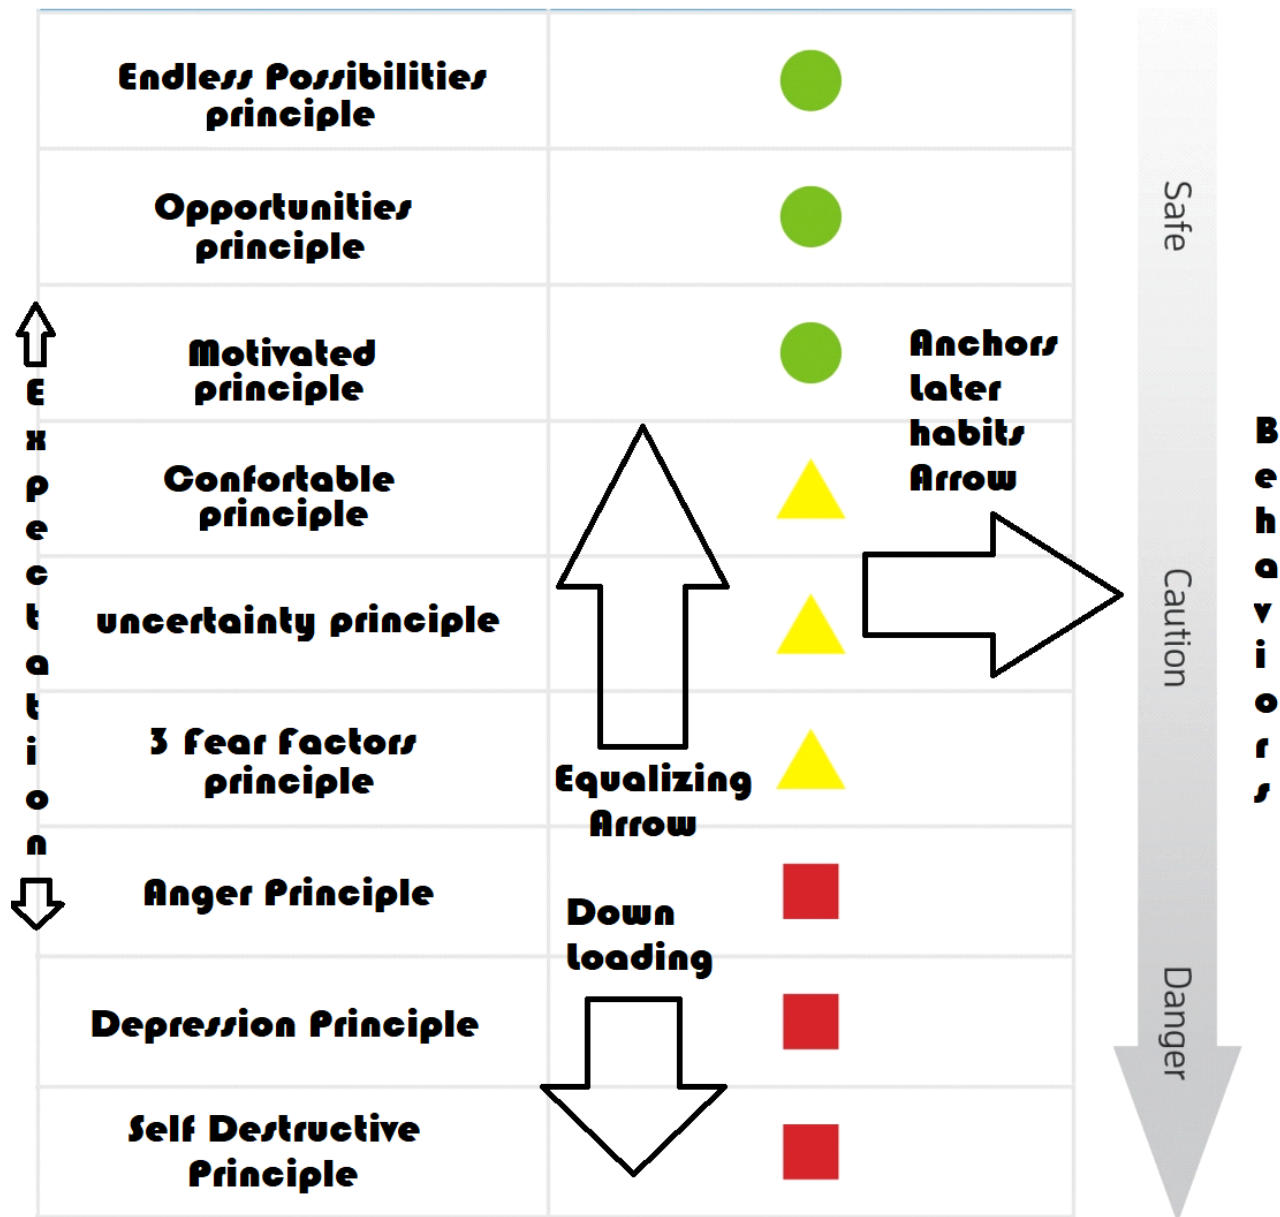 Endless Possibilities
principle
Opportunities
principle
Motivated
principle
Confortable
principle
uncertainty principle
3 Fear Factors
principle
Anger Principle
Depression Principle
Self Destructive
Principle
Expectation
Equalizing
Arrow
Down
Loading
Anchors
Later
habits
Arrow
Safe
Caution
Danger
Behaviors